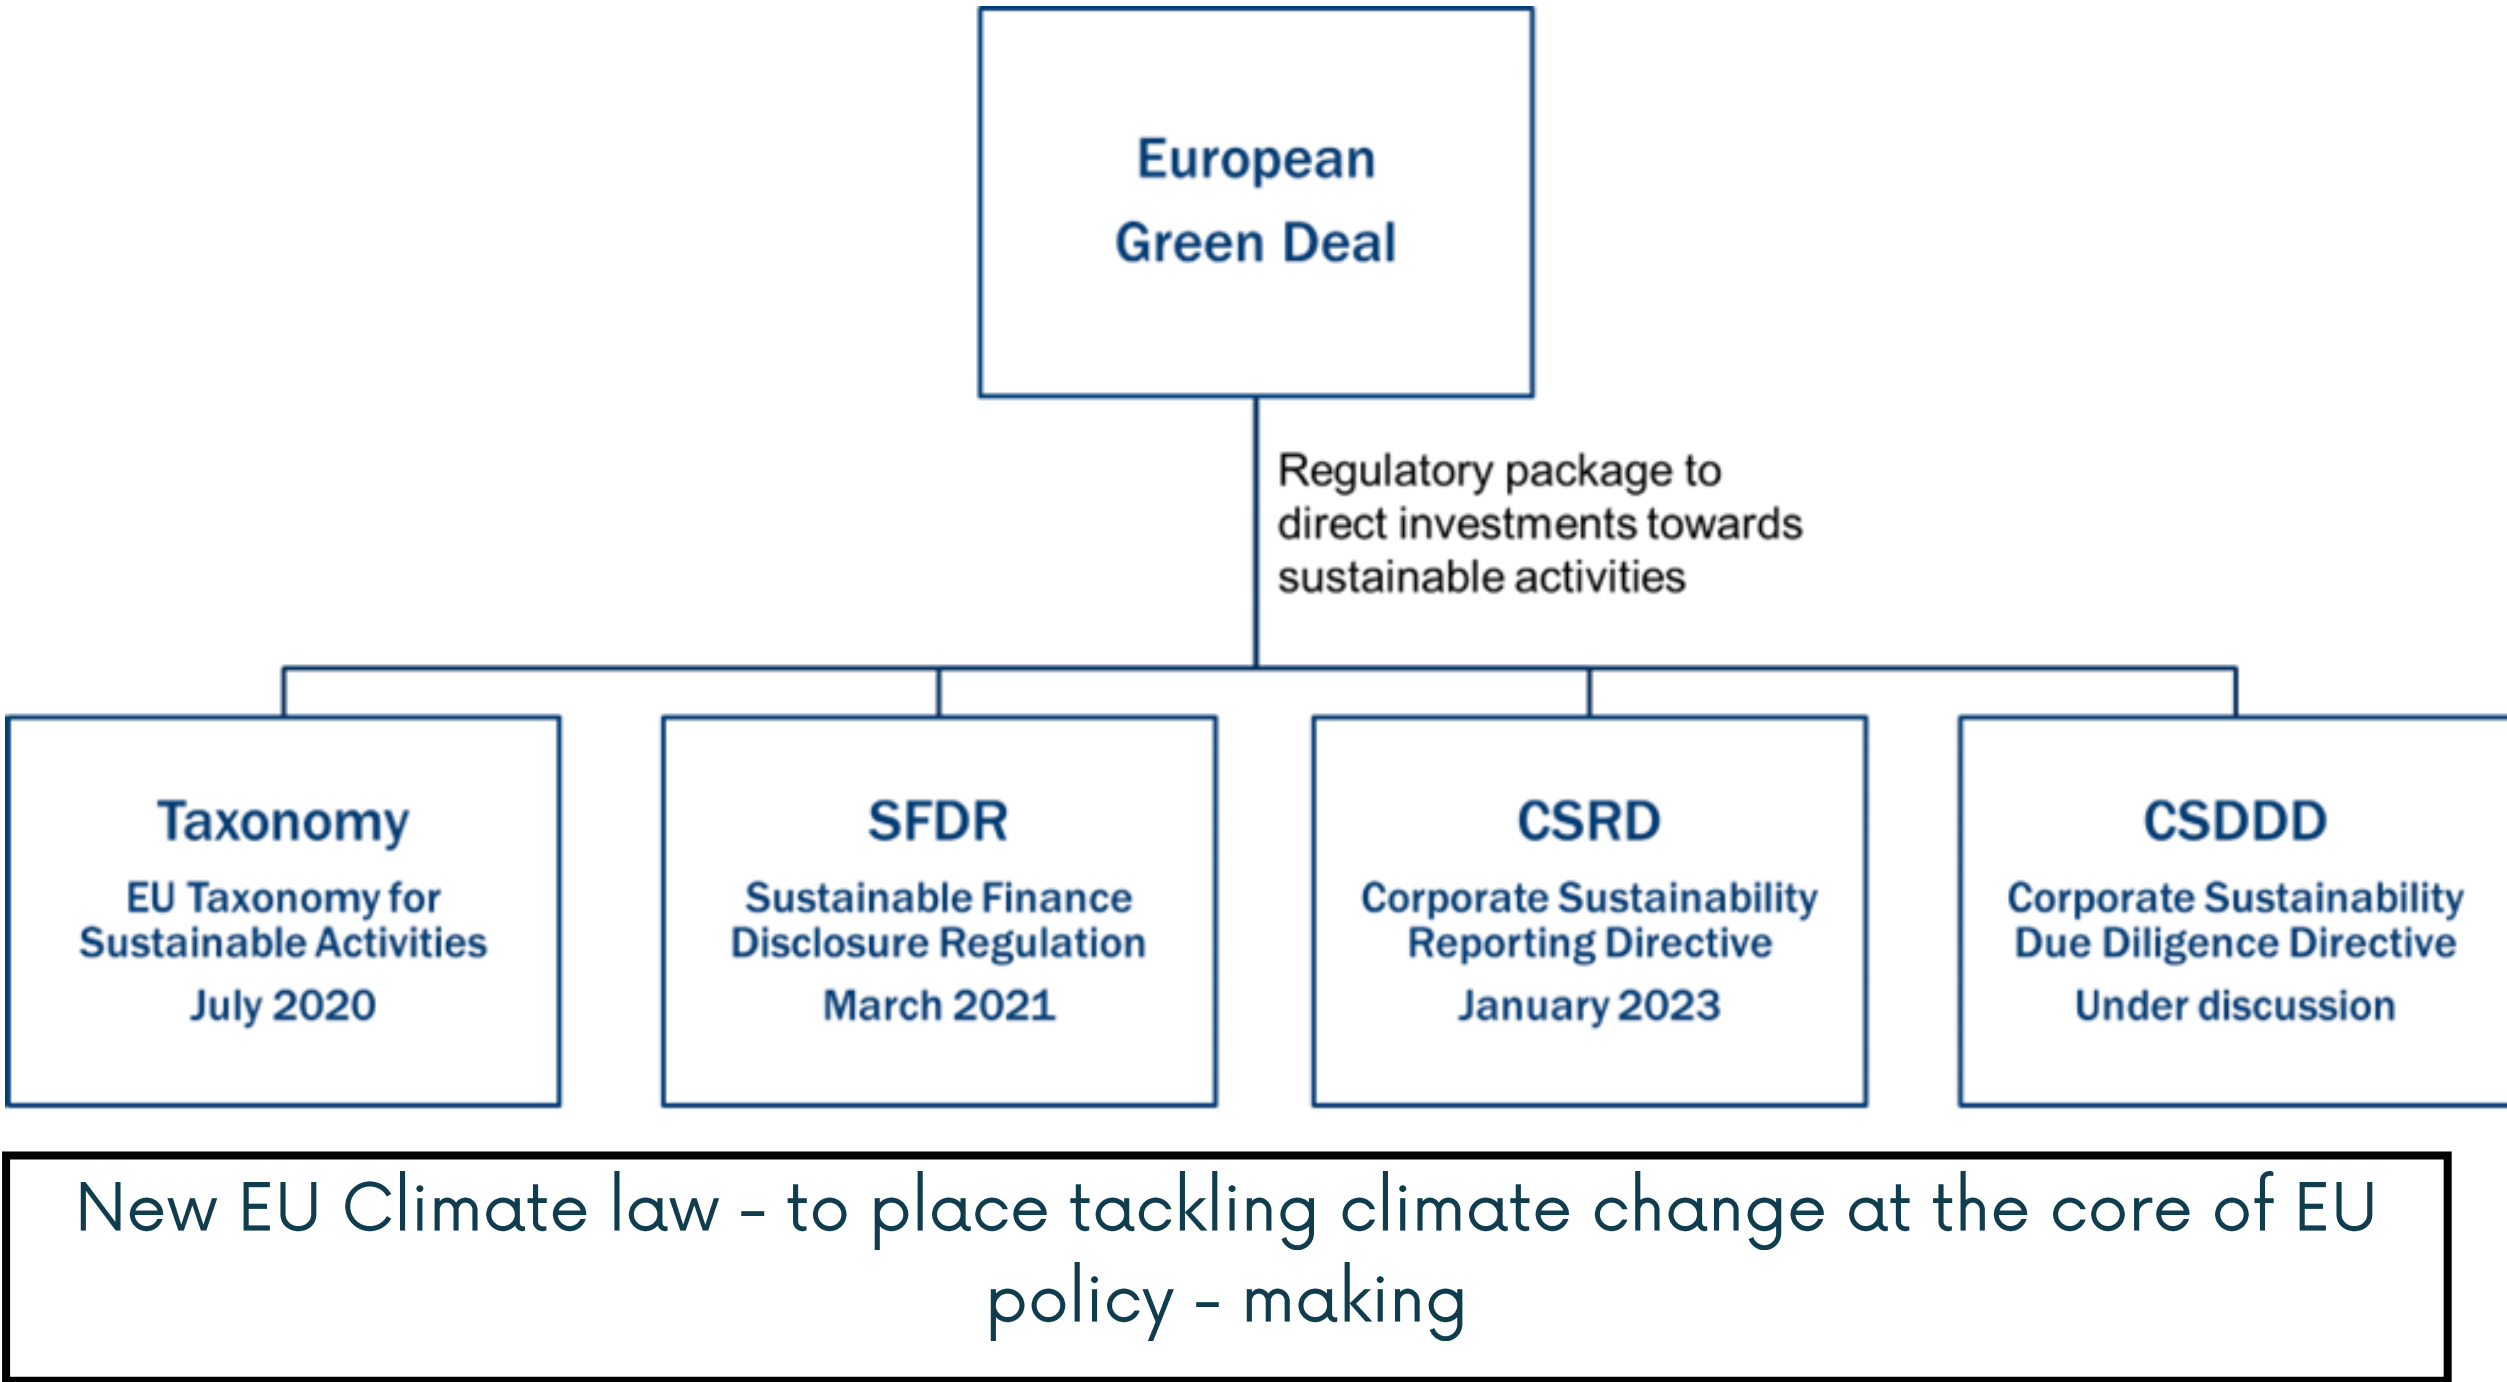 European
Green Deal
Regulatory package to
direct investments towards
sustainable activities
Taxonomy
EU Taxonomy for
Sustainable Activities
July 2020
SFDR
Sustainable Finance
Disclosure Regulation
March 2021
CSRD
Corporate Sustainability
Reporting Directive
January 2023
CSDDD
Corporate Sustainability
Due Diligence Directive
Under discussion
New EU Climate law - to place tackling climate change at the core of EU
policy - making